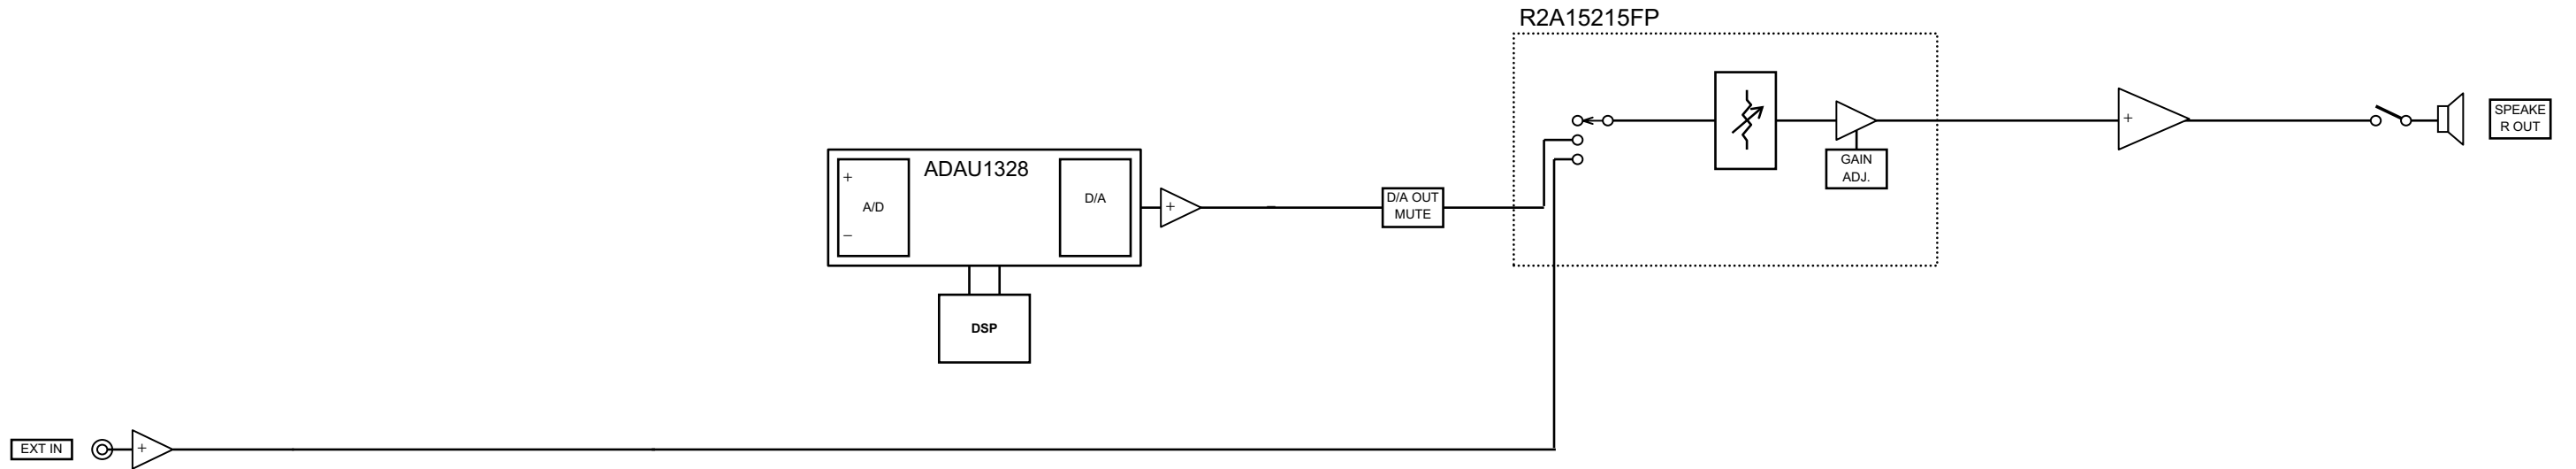 R2A15215FP
SPEAKE
R OUT
+
GAIN
ADJ.
ADAU1328
+
A/D
−
D/A
+
D/A OUT
MUTE
DSP
EXT IN
+